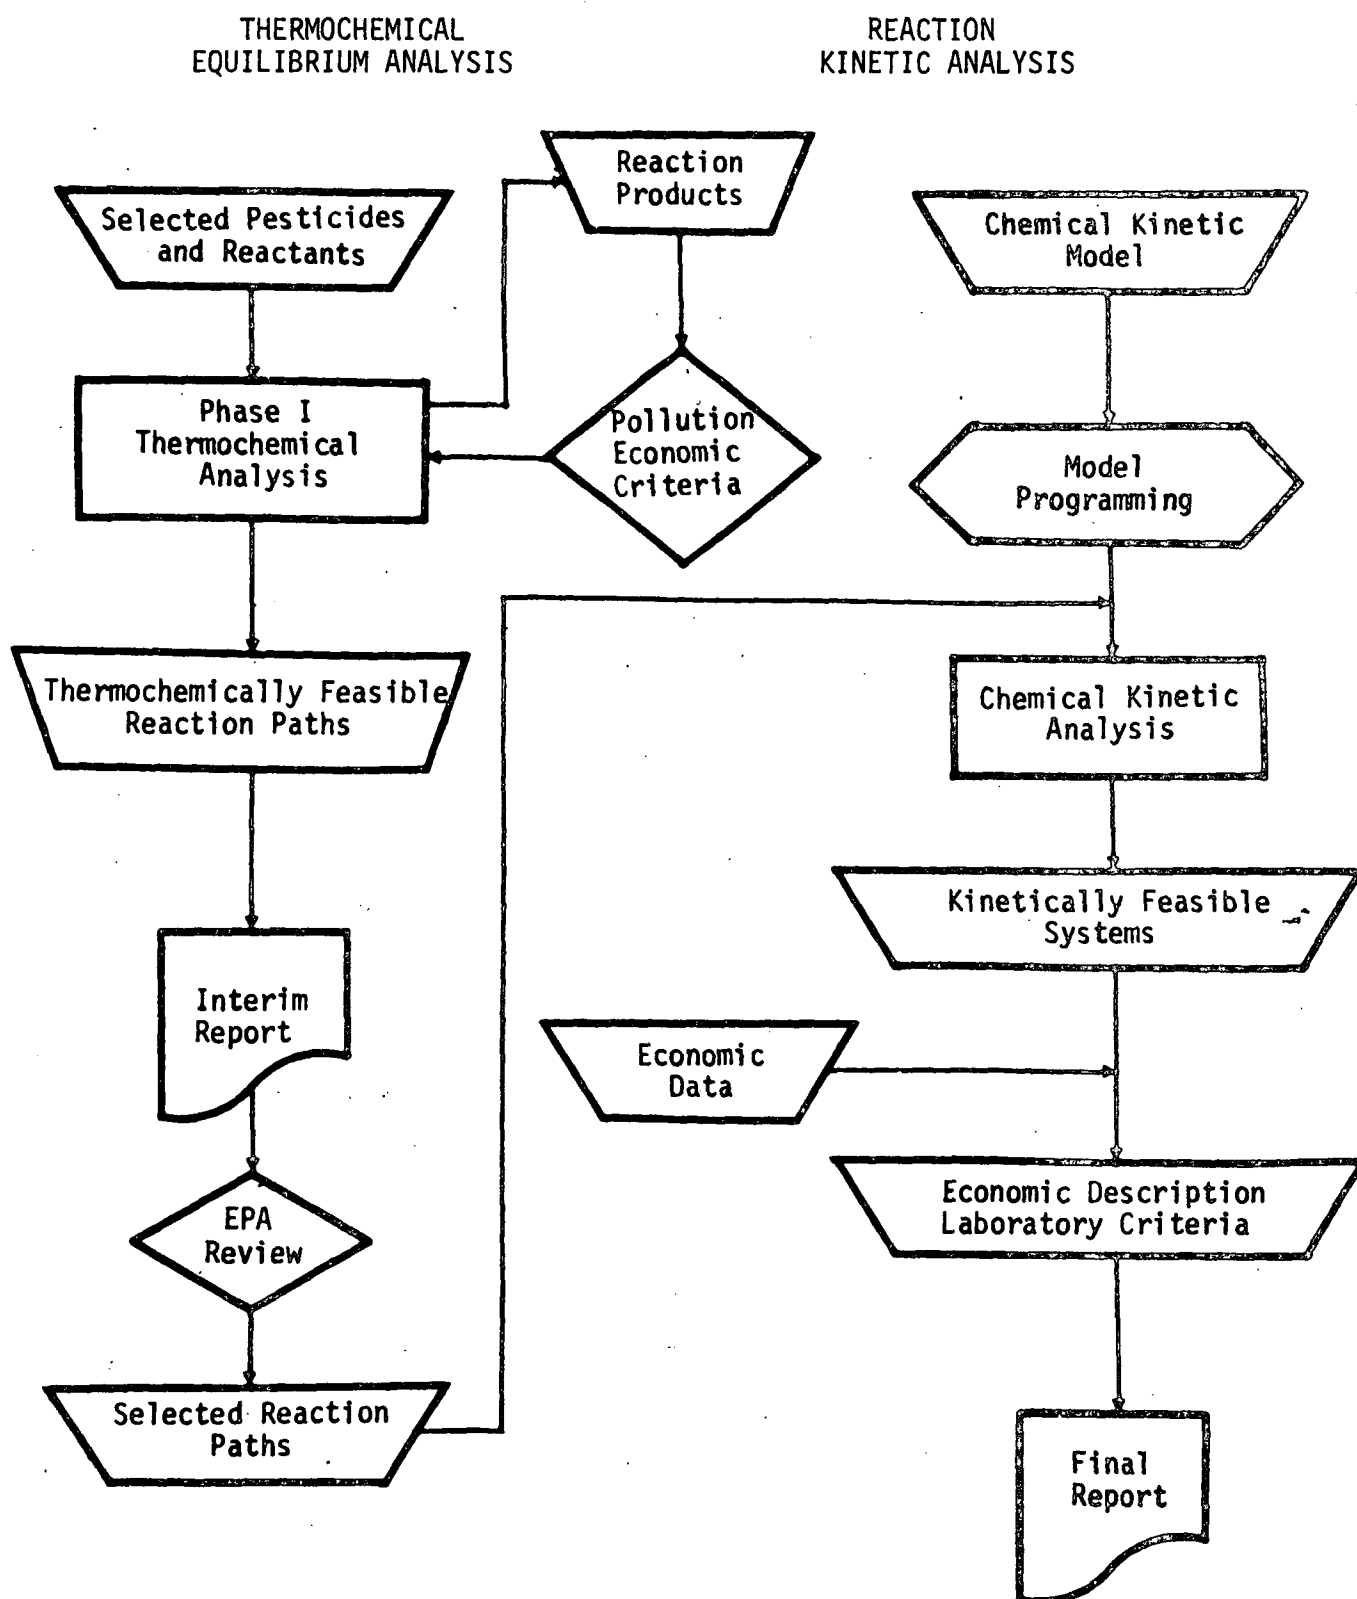 THERMOCHEMICAL
EQUILIBRIUM ANALYSIS
REACTION
KINETIC ANALYSIS
Reaction
Products
Selected Pesticides
and Reactants
Chemical Kinetic
Model
Phase I
Thermochemical
Analysis
Pollution
Economic
Criteria
Model
Programming
Thermochemically Feasible
Reaction Paths
Chemical Kinetic
Analysis
Kinetically Feasible
Systems
Interim
Report
Economic
Data
EPA
Review
Economic Description
Laboratory Criteria
Selected Reaction
Paths
Final
Report